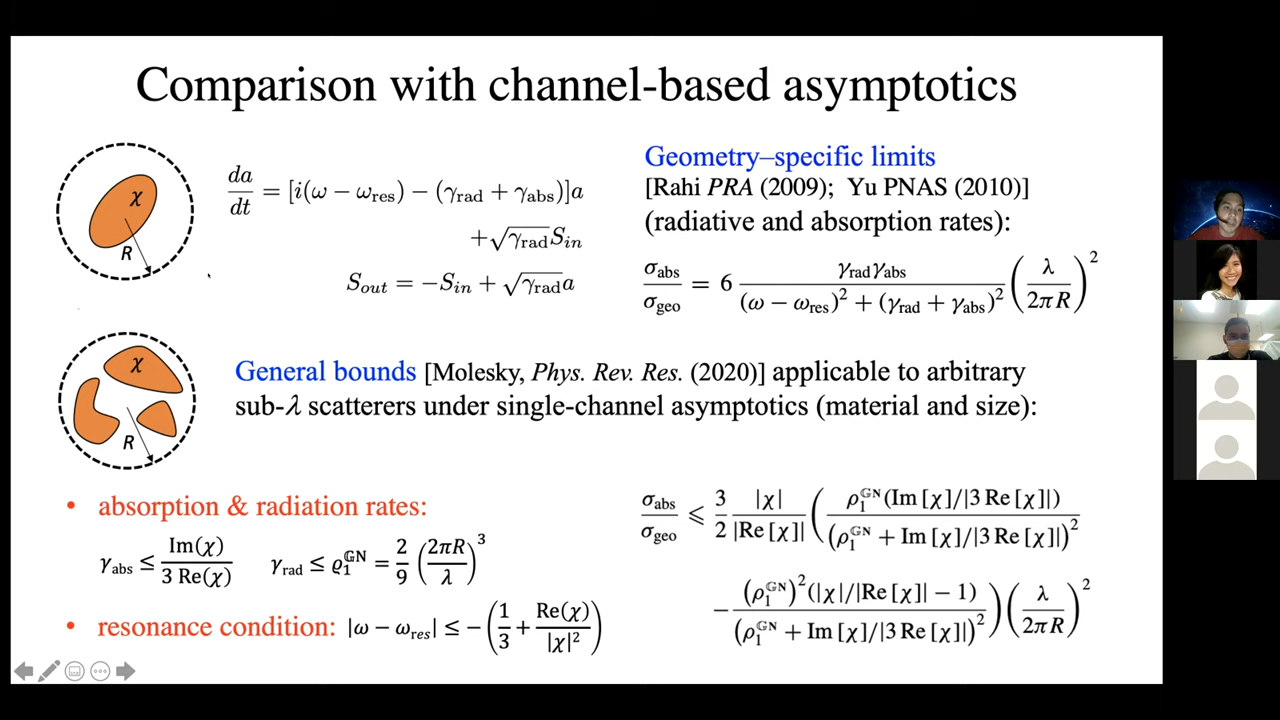 Comparison with channel-based asymptotics
χ
R
da/dt = [i(ω − ω_res) − (γ_rad + γ_abs)]a
+√γ_rad S_in
S_out = −S_in + √γ_rad a
Geometry–specific limits
[Rahi PRA (2009); Yu PNAS (2010)]
(radiative and absorption rates):
σ_abs/σ_geo = 6 γ_rad γ_abs/((ω − ω_res)² + (γ_rad + γ_abs)²) (λ/2πR)²
χ
R
General bounds [Molesky, Phys. Rev. Res. (2020)] applicable to arbitrary
sub-λ scatterers under single-channel asymptotics (material and size):
• absorption & radiation rates:
γ_abs ≤ Im(χ)/3 Re(χ) γ_rad ≤ ϱ₁^𝔾ℕ = 2/9 (2πR/λ)³
• resonance condition: |ω − ω_res| ≤ −(1/3 + Re(χ)/|χ|²)
σ_abs/σ_geo ⩽ 3/2 |χ|/|Re [χ]| (ρ₁^𝔾ℕ (Im [χ]/|3 Re [χ]|)/(ρ₁^𝔾ℕ + Im [χ]/|3 Re [χ]|)²
− (ρ₁^𝔾ℕ)²(|χ|/|Re [χ]| − 1)/(ρ₁^𝔾ℕ + Im [χ]/|3 Re [χ]|)²)(λ/2πR)²